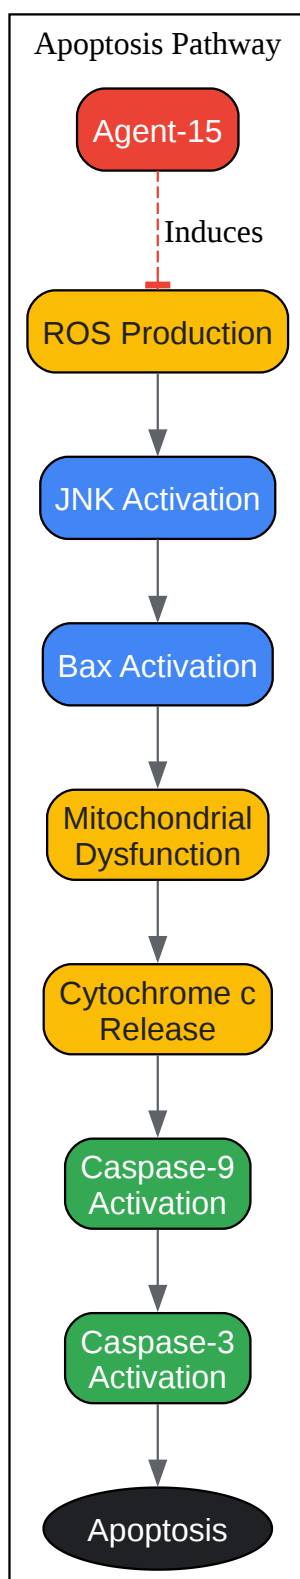 Apoptosis Pathway
Agent-15
Induces
ROS Production
JNK Activation
Bax Activation
Mitochondrial
Dysfunction
Cytochrome c
Release
Caspase-9
Activation
Caspase-3
Activation
Apoptosis